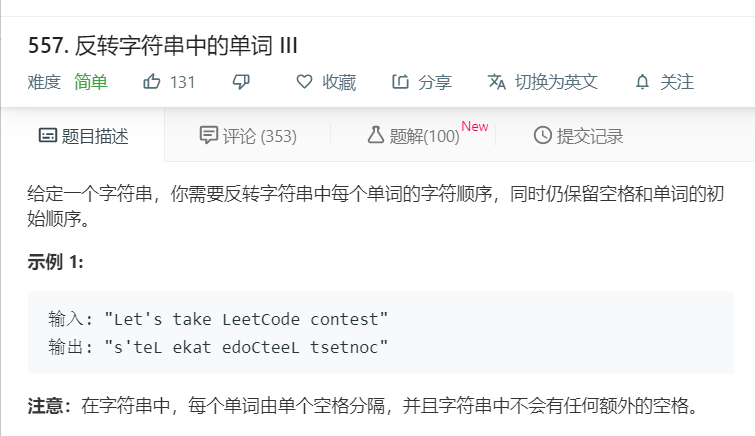 557. 反转字符串中的单词 III
难度 简单 131 收藏 分享 切换为英文 关注
题目描述 评论 (353) 题解(100) New 提交记录
给定一个字符串，你需要反转字符串中每个单词的字符顺序，同时仍保留空格和单词的初
始顺序。
示例 1:
输入: "Let's take LeetCode contest"
输出: "s'teL ekat edoCteeL tsetnoc"
注意：在字符串中，每个单词由单个空格分隔，并且字符串中不会有任何额外的空格。